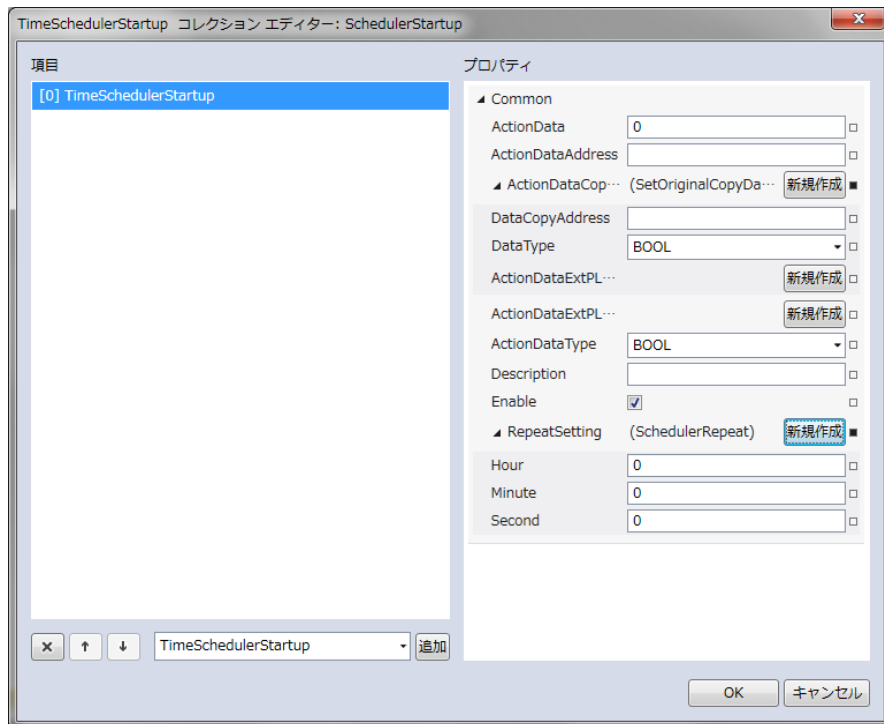 TimeSchedulerStartup コレクション エディター: SchedulerStartup
項目
[0] TimeSchedulerStartup
TimeSchedulerStartup
追加
プロパティ
Common
ActionData 0
ActionDataAddress
ActionDataCop… (SetOriginalCopyDa… 新規作成
DataCopyAddress
DataType BOOL
ActionDataExtPL… 新規作成
ActionDataExtPL… 新規作成
ActionDataType BOOL
Description
Enable
RepeatSetting (SchedulerRepeat) 新規作成
Hour 0
Minute 0
Second 0
OK キャンセル